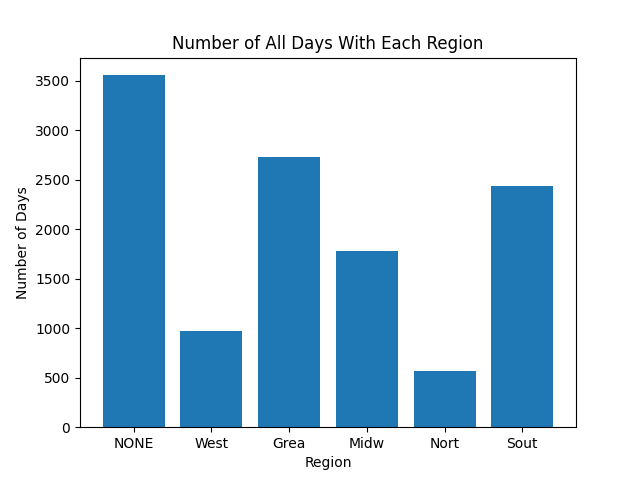 Number of All Days With Each Region
3500
3000
2500
2000
1500
1000
500
0
Number of Days
NONE West Grea Midw Nort Sout
Region